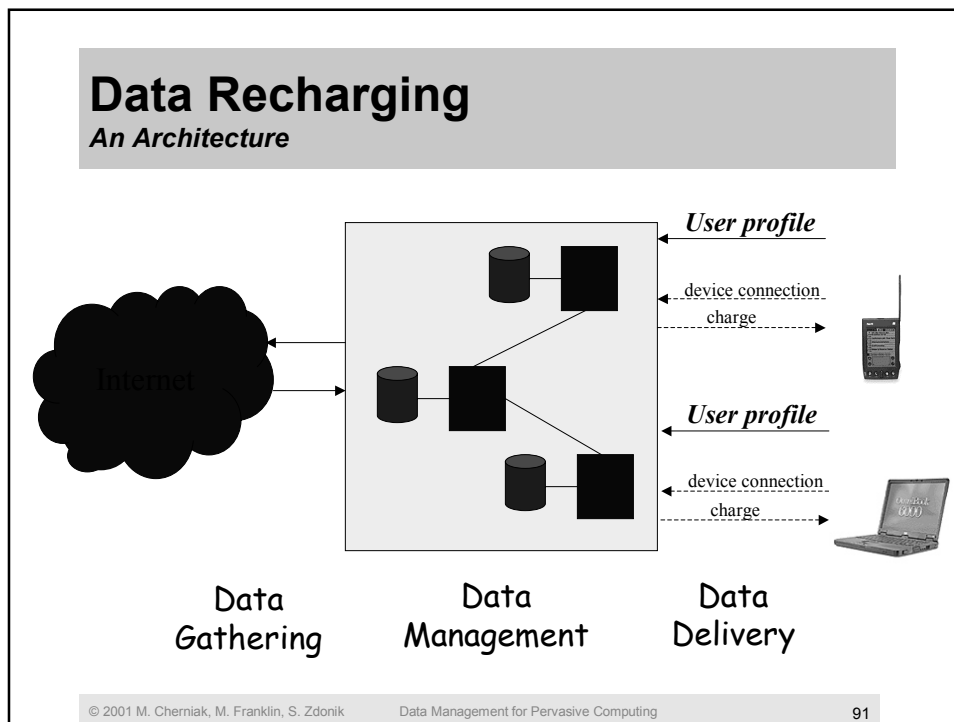 Data Recharging
An Architecture
User profile
device connection
charge
Internet
User profile
device connection
charge
Data
Gathering
Data
Management
Data
Delivery
© 2001 M. Cherniak, M. Franklin, S. Zdonik
Data Management for Pervasive Computing
91